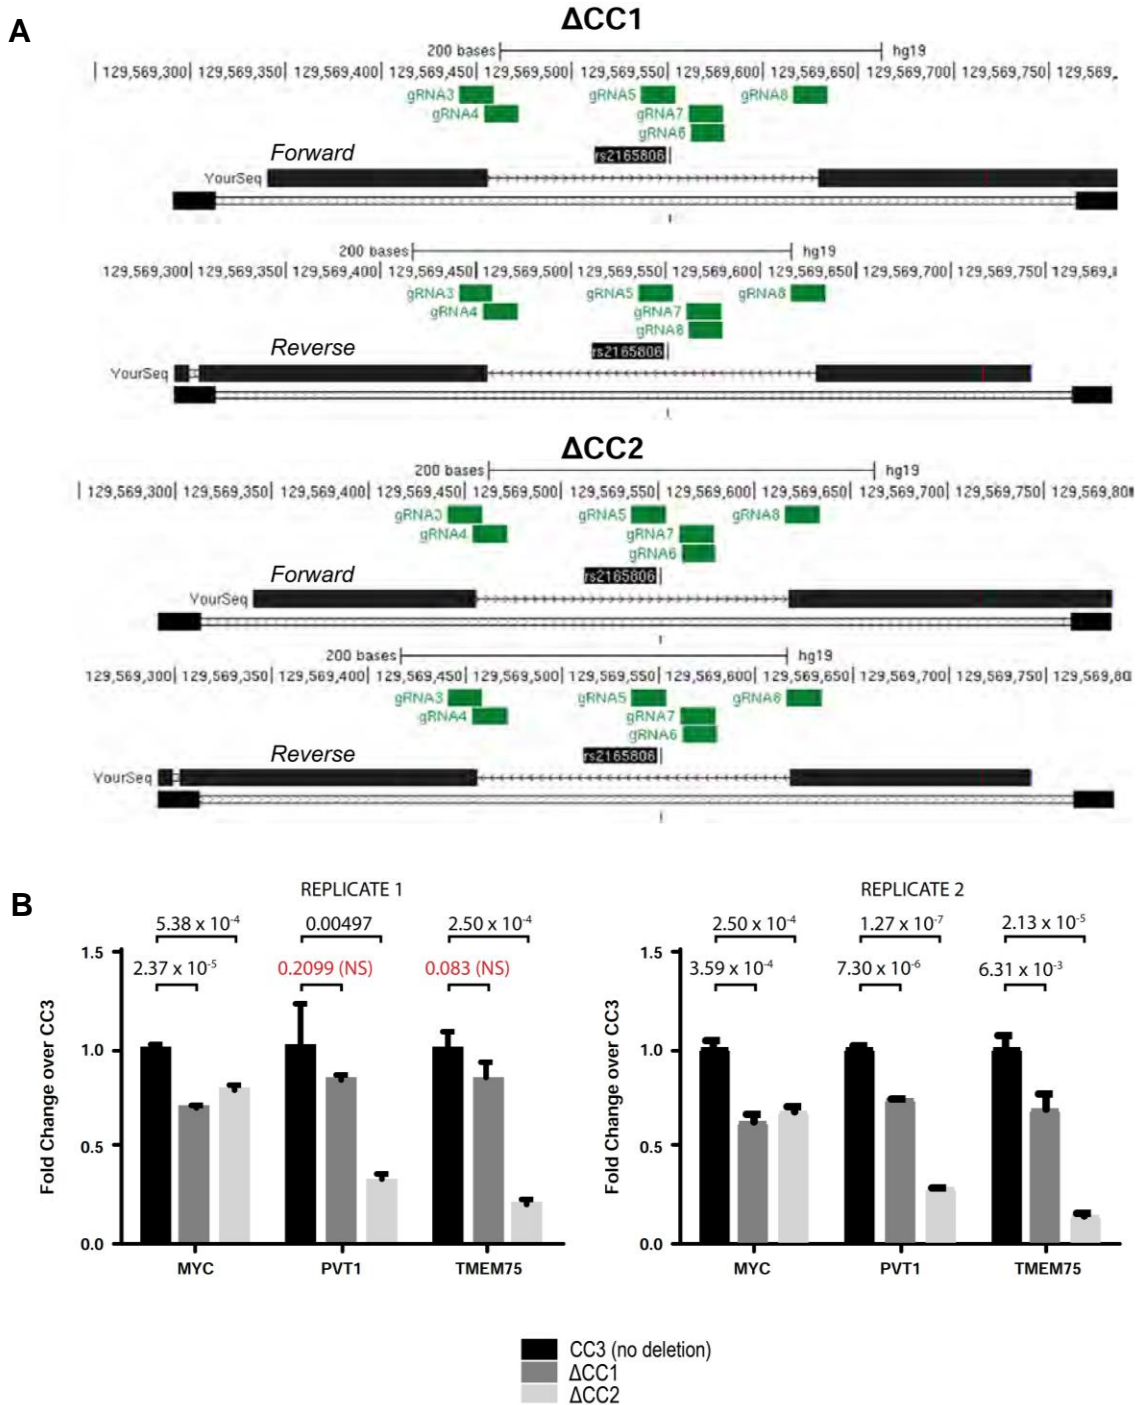 A
ΔCC1
200 bases hg19
129,569,300| 129,569,350| 129,569,400| 129,569,450| 129,569,500| 129,569,550| 129,569,600| 129,569,650| 129,569,700| 129,569,750| 129,569,
gRNA3 gRNA5 gRNA8
gRNA4 gRNA7
gRNA6
rs2165806
Forward
YourSeq
200 bases hg19
129,569,300| 129,569,350| 129,569,400| 129,569,450| 129,569,500| 129,569,550| 129,569,600| 129,569,650| 129,569,700| 129,569,750| 129,569,
gRNA3 gRNA5 gRNA8
gRNA4 gRNA7
rs2165806
Reverse
YourSeq
ΔCC2
200 bases hg19
129,569,300| 129,569,350| 129,569,400| 129,569,450| 129,569,500| 129,569,550| 129,569,600| 129,569,650| 129,569,700| 129,569,750| 129,569,80
gRNA3 gRNA5 gRNA8
gRNA4 gRNA7
gRNA6
rs2165806
Forward
YourSeq
200 bases hg19
129,569,300| 129,569,350| 129,569,400| 129,569,450| 129,569,500| 129,569,550| 129,569,600| 129,569,650| 129,569,700| 129,569,750| 129,569,80
gRNA3 gRNA5 gRNA8
gRNA4 gRNA7
gRNA6
rs2165806
Reverse
YourSeq
B
REPLICATE 1
5.38 x 10⁻⁴ 0.00497 2.50 x 10⁻⁴
2.37 x 10⁻⁵ 0.2099 (NS) 0.083 (NS)
Fold Change over CC3
1.5
1.0
0.5
0.0
MYC PVT1 TMEM75
REPLICATE 2
2.50 x 10⁻⁴ 1.27 x 10⁻⁷ 2.13 x 10⁻⁵
3.59 x 10⁻⁴ 7.30 x 10⁻⁶ 6.31 x 10⁻³
Fold Change over CC3
1.5
1.0
0.5
0.0
MYC PVT1 TMEM75
CC3 (no deletion)
ΔCC1
ΔCC2